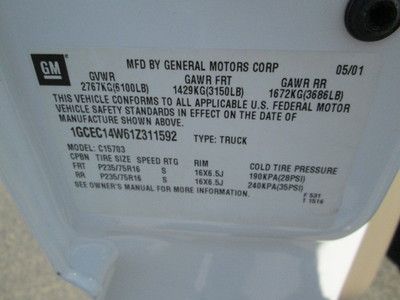 GM
MFD BY GENERAL MOTORS CORP 05/01
GVWR GAWR FRT GAWR RR
2767KG(6100LB) 1429KG(3150LB) 1672KG(3686LB)
THIS VEHICLE CONFORMS TO ALL APPLICABLE U.S. FEDERAL MOTOR
VEHICLE SAFETY STANDARDS IN EFFECT ON THE DATE OF
MANUFACTURE SHOWN ABOVE.
1GCEC14W61Z311592 TYPE: TRUCK
MODEL: C15703
CPBN TIRE SIZE SPEED RTG RIM COLD TIRE PRESSURE
FRT P235/75R16 S 16X6.5J 190KPA(28PSI)
RR P235/75R16 S 16X6.5J 240KPA(35PSI)
SEE OWNER'S MANUAL FOR MORE INFORMATION.
F 531
T 1516